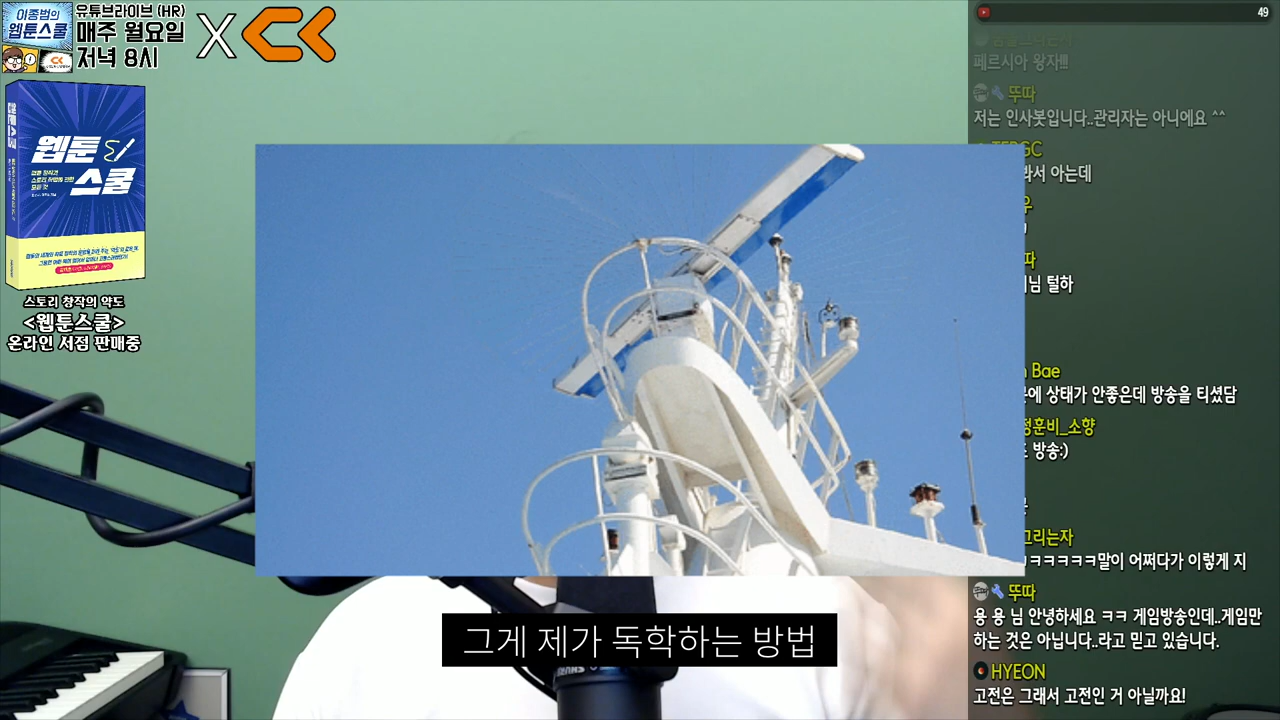 이종범의
웹툰스쿨
유튜브라이브 (HR)
매주 월요일
저녁 8시
X
웹툰
스쿨
스토리 창작의 약도
<웹툰스쿨>
온라인 서점 판매중
그게 제가 독학하는 방법
49
페르시아 왕자!!!
뚜따
저는 인사봇입니다..관리자는 아니에요 ^^
아는데
님 털하
Bae
상태가 안좋은데 방송을 티셨담
정훈비_소향
방송:)
그리는자
ㅋㅋㅋㅋㅋ말이 어쩌다가 이렇게 지
뚜따
용 용 님 안녕하세요 ㅋㅋ 게임방송인데..게임만
하는 것은 아닙니다..라고 믿고 있습니다.
HYEON
고전은 그래서 고전인 거 아닐까요!